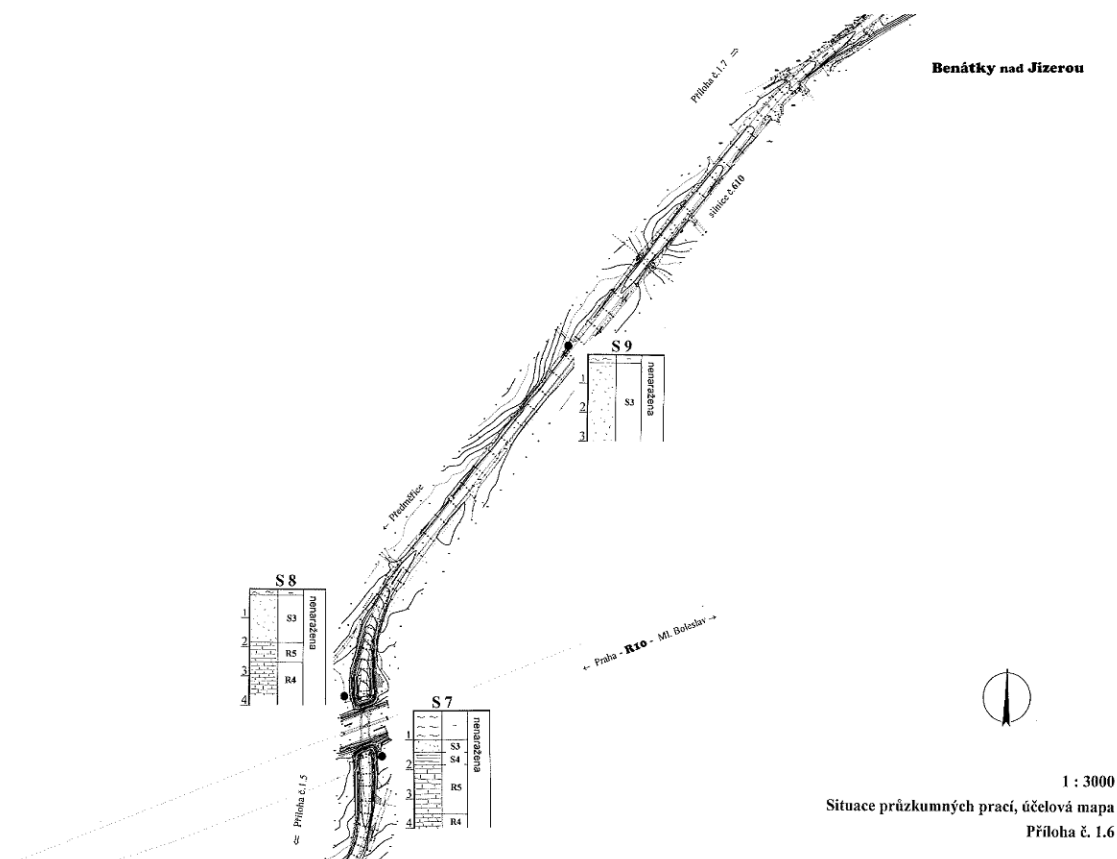 Příloha č.1.7 ⇒
Benátky nad Jizerou
silnice č.610
S 9
1
2
3
-
S3
nenaražena
← Předměřice
S 8
1
2
3
4
-
S3
R5
R4
nenaražena
← Praha - R10 - Ml. Boleslav →
S 7
1
2
3
4
-
S3
S4
R5
R4
nenaražena
⇐ Příloha č.1.5
1 : 3000
Situace průzkumných prací, účelová mapa
Příloha č. 1.6